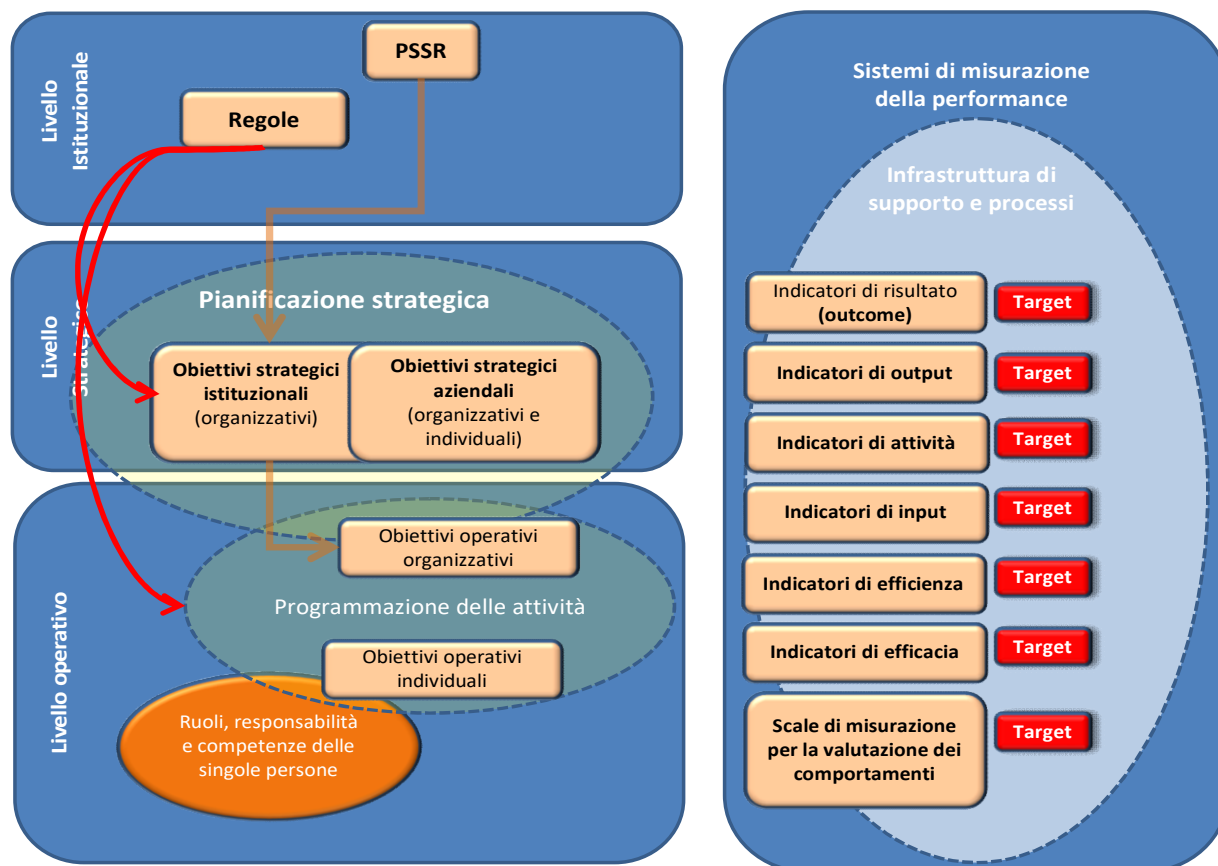 Livello
Istituzionale
PSSR
Regole
Livello
strategico
Pianificazione strategica
Obiettivi strategici
istituzionali
(organizzativi)
Obiettivi strategici
aziendali
(organizzativi e
individuali)
Livello operativo
Obiettivi operativi
organizzativi
Programmazione delle attività
Obiettivi operativi
individuali
Ruoli, responsabilità
e competenze delle
singole persone
Sistemi di misurazione
della performance
Infrastruttura di
supporto e processi
Indicatori di risultato
(outcome)
Target
Indicatori di output
Target
Indicatori di attività
Target
Indicatori di input
Target
Indicatori di efficienza
Target
Indicatori di efficacia
Target
Scale di misurazione
per la valutazione dei
comportamenti
Target